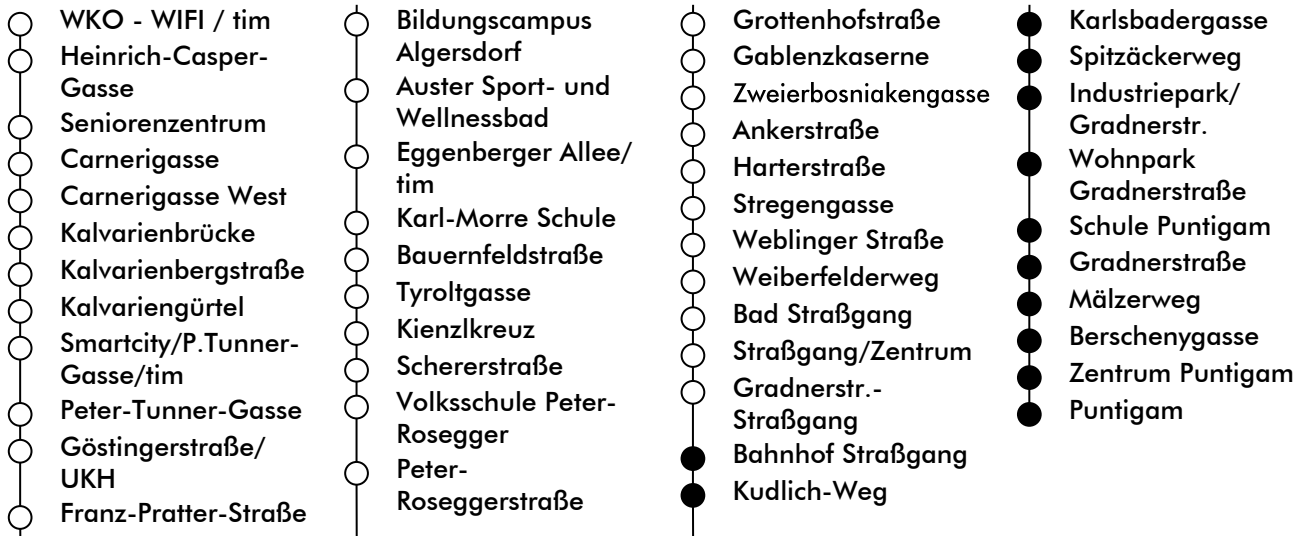 WKO - WIFI / tim
Heinrich-Casper-
Gasse
Seniorenzentrum
Carnerigasse
Carnerigasse West
Kalvarienbrücke
Kalvarienbergstraße
Kalvariengürtel
Smartcity/P.Tunner-
Gasse/tim
Peter-Tunner-Gasse
Göstingerstraße/
UKH
Franz-Pratter-Straße
Bildungscampus
Algersdorf
Auster Sport- und
Wellnessbad
Eggenberger Allee/
tim
Karl-Morre Schule
Bauernfeldstraße
Tyroltgasse
Kienzlkreuz
Schererstraße
Volksschule Peter-
Rosegger
Peter-
Roseggerstraße
Grottenhofstraße
Gablenzkaserne
Zweierbosniakengasse
Ankerstraße
Harterstraße
Stregengasse
Weblinger Straße
Weiberfelderweg
Bad Straßgang
Straßgang/Zentrum
Gradnerstr.-
Straßgang
Bahnhof Straßgang
Kudlich-Weg
Karlsbadergasse
Spitzäckerweg
Industriepark/
Gradnerstr.
Wohnpark
Gradnerstraße
Schule Puntigam
Gradnerstraße
Mälzerweg
Berschenygasse
Zentrum Puntigam
Puntigam